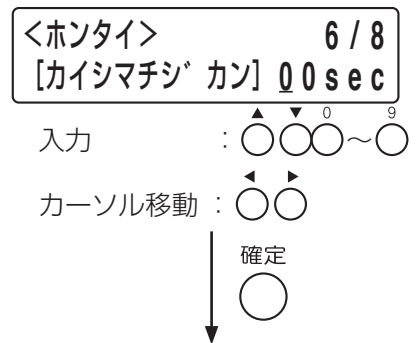 <ホンタイ> 6/8
[カイシマチジカン] 00sec
▲ ▼ 0 9
入力 : ○○○~○
◀ ▶
カーソル移動 : ○○
確定